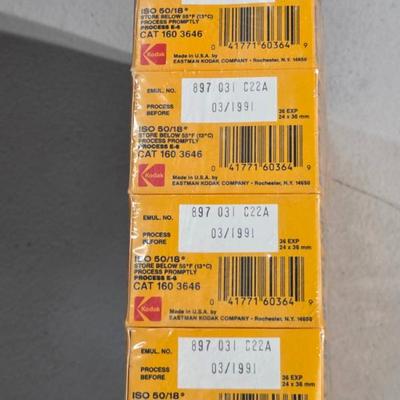 ISO 50/18°
STORE BELOW 55°F (13°C)
PROCESS PROMPTLY
PROCESS E-6
CAT 160 3646
0 41771 60364 9
Kodak
Made in U.S.A. by
EASTMAN KODAK COMPANY • Rochester, N.Y. 14650
EMUL. NO. 897 031 C22A
PROCESS BEFORE 03/1991
36 EXP
24 x 36 mm
ISO 50/18°
STORE BELOW 55°F (13°C)
PROCESS PROMPTLY
PROCESS E-6
CAT 160 3646
0 41771 60364 9
Kodak
Made in U.S.A. by
EASTMAN KODAK COMPANY • Rochester, N.Y. 14650
EMUL. NO. 897 031 C22A
PROCESS BEFORE 03/1991
36 EXP
24 x 36 mm
ISO 50/18°
STORE BELOW 55°F (13°C)
PROCESS PROMPTLY
PROCESS E-6
CAT 160 3646
0 41771 60364 9
Kodak
Made in U.S.A. by
EASTMAN KODAK COMPANY • Rochester, N.Y. 14650
EMUL. NO. 897 031 C22A
PROCESS BEFORE 03/1991
36 EXP
24 x 36 mm
ISO 50/18°